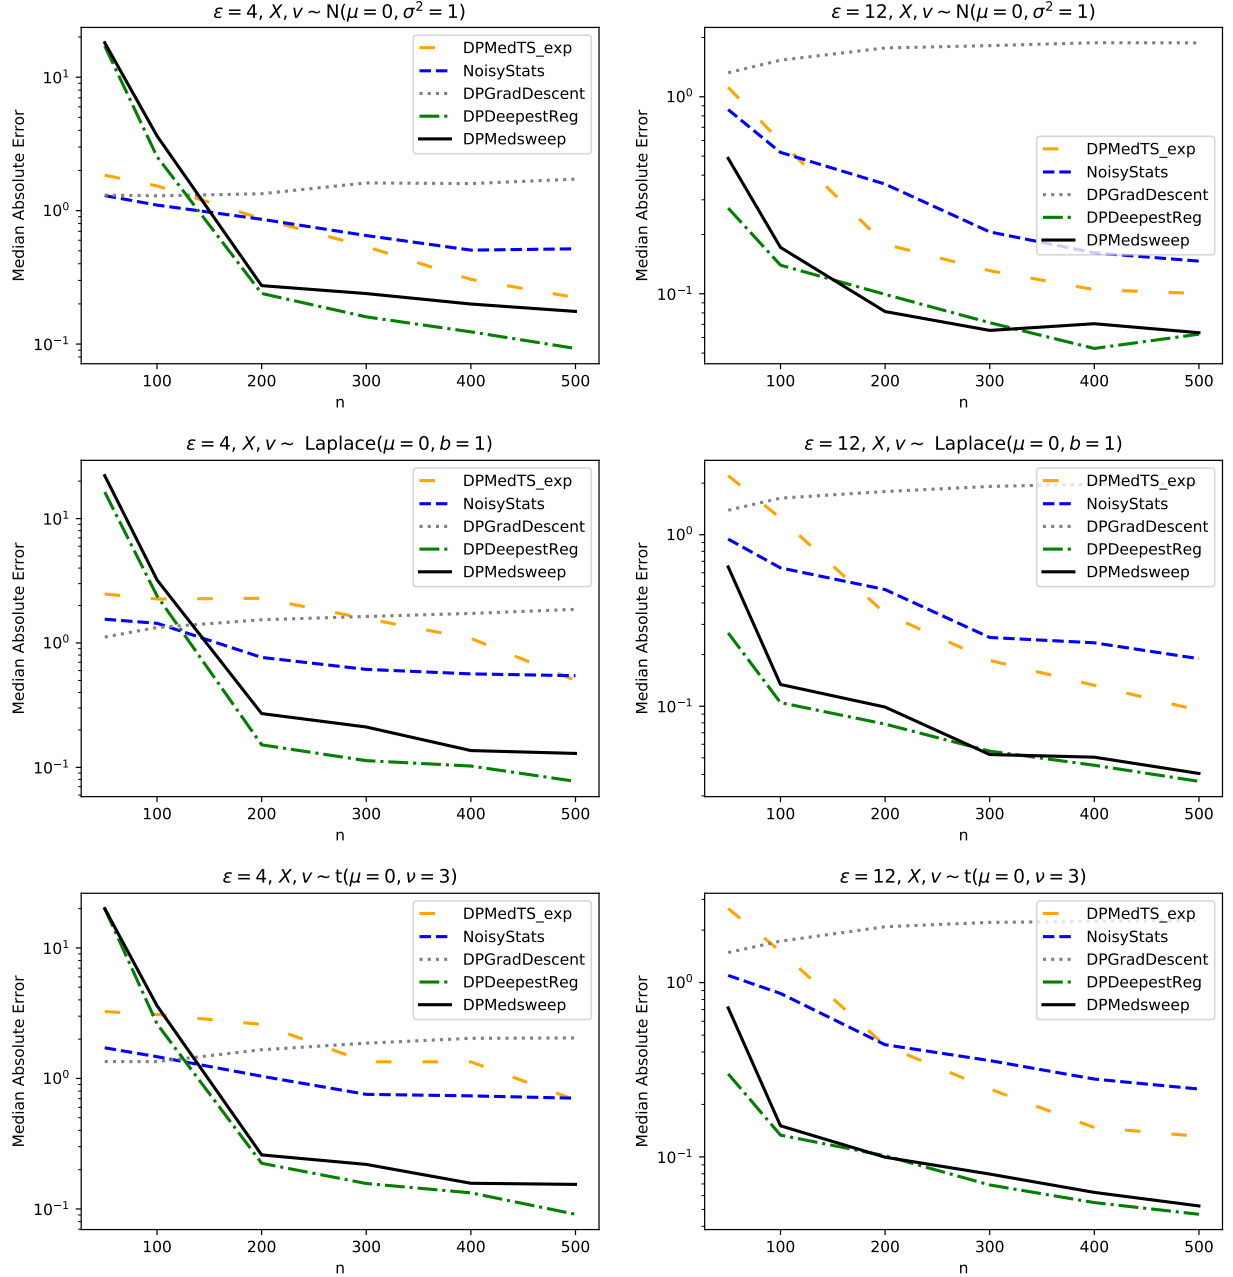 ε = 4, X, v ∼ N(μ = 0, σ² = 1)
Median Absolute Error
10¹
10⁰
10⁻¹
100 200 300 400 500
n
DPMedTS_exp
NoisyStats
DPGradDescent
DPDeepestReg
DPMedsweep
ε = 12, X, v ∼ N(μ = 0, σ² = 1)
Median Absolute Error
10⁰
10⁻¹
100 200 300 400 500
n
DPMedTS_exp
NoisyStats
DPGradDescent
DPDeepestReg
DPMedsweep
ε = 4, X, v ∼ Laplace(μ = 0, b = 1)
Median Absolute Error
10¹
10⁰
10⁻¹
100 200 300 400 500
n
DPMedTS_exp
NoisyStats
DPGradDescent
DPDeepestReg
DPMedsweep
ε = 12, X, v ∼ Laplace(μ = 0, b = 1)
Median Absolute Error
10⁰
10⁻¹
100 200 300 400 500
n
DPMedTS_exp
NoisyStats
DPGradDescent
DPDeepestReg
DPMedsweep
ε = 4, X, v ∼ t(μ = 0, ν = 3)
Median Absolute Error
10¹
10⁰
10⁻¹
100 200 300 400 500
n
DPMedTS_exp
NoisyStats
DPGradDescent
DPDeepestReg
DPMedsweep
ε = 12, X, v ∼ t(μ = 0, ν = 3)
Median Absolute Error
10⁰
10⁻¹
100 200 300 400 500
n
DPMedTS_exp
NoisyStats
DPGradDescent
DPDeepestReg
DPMedsweep